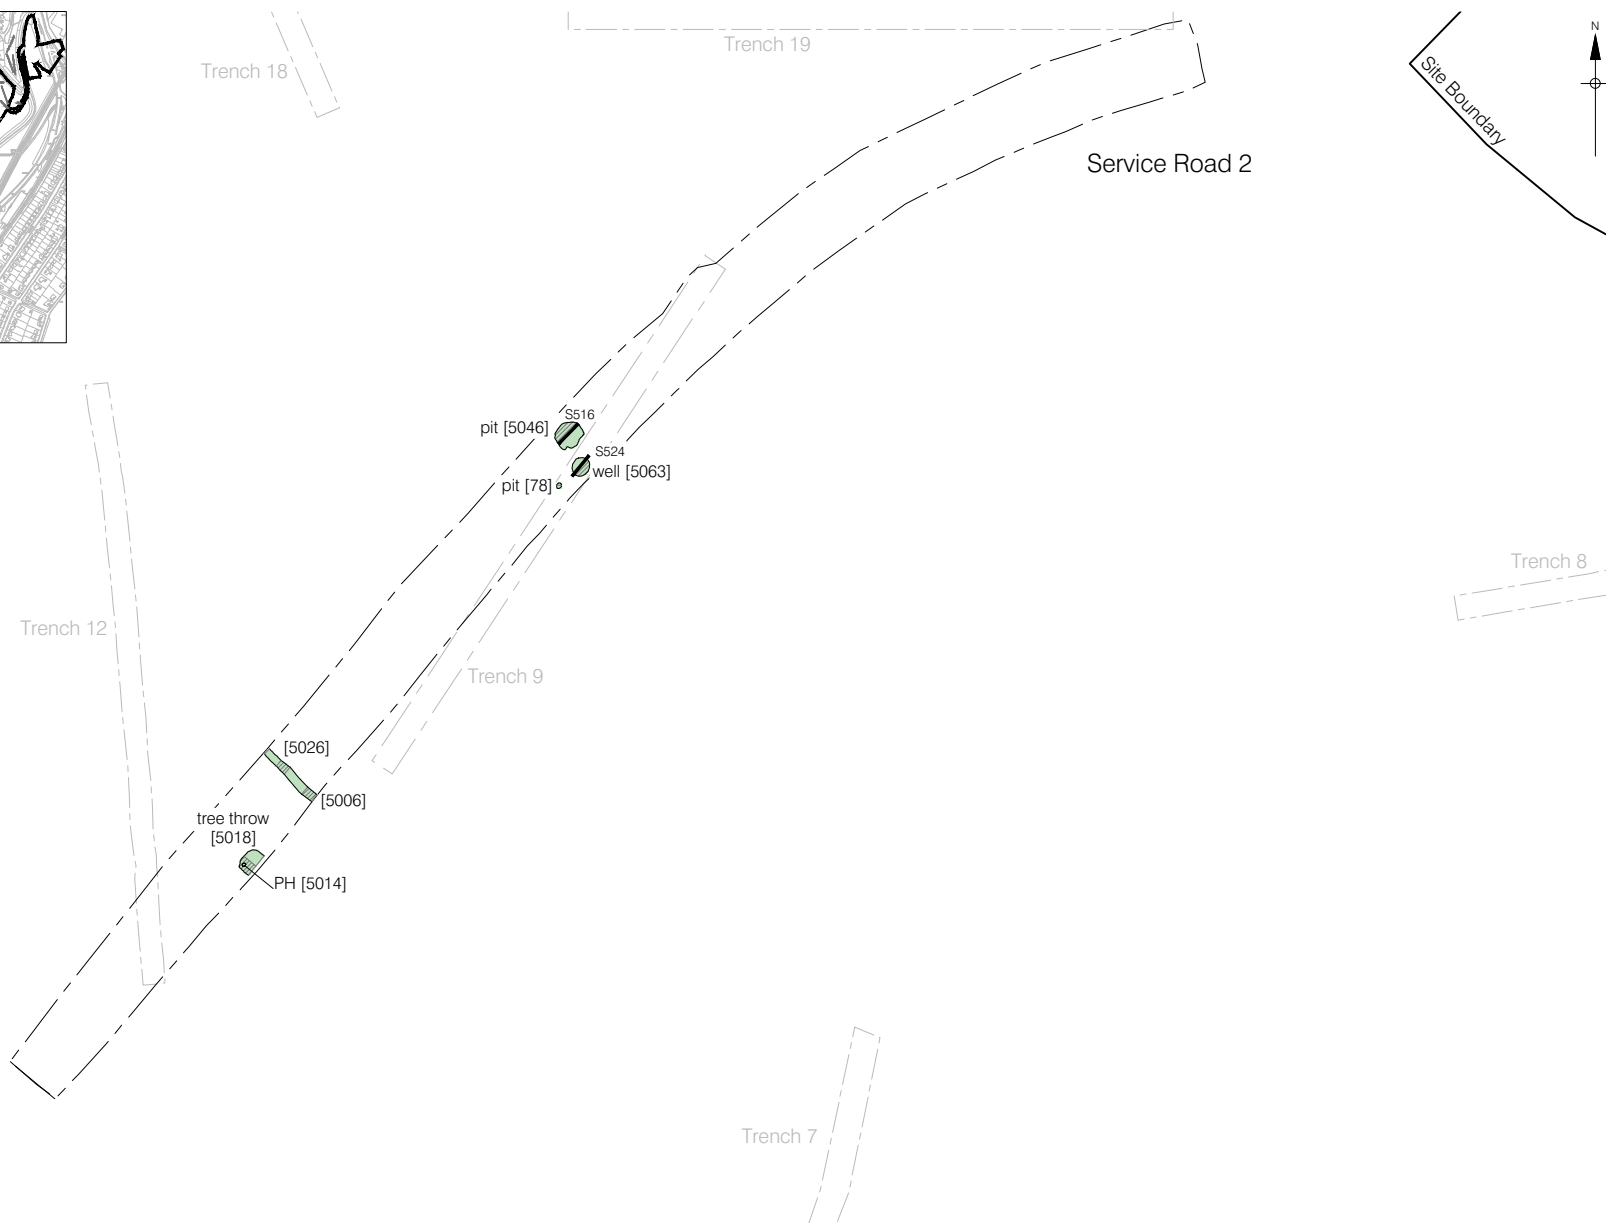 N
Trench 19
Trench 18
Site Boundary
Service Road 2
S516
pit [5046]
S524
well [5063]
pit [78]
Trench 8
Trench 12
Trench 9
[5026]
[5006]
tree throw
[5018]
PH [5014]
Trench 7